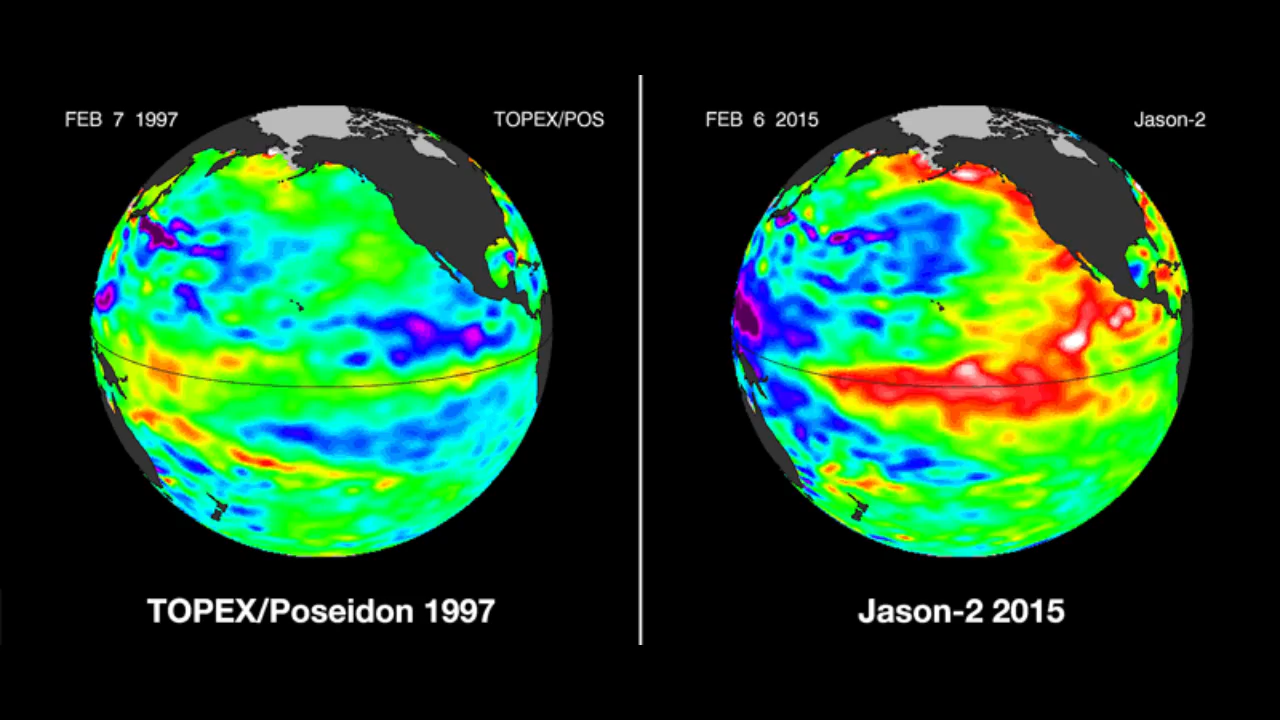 FEB 7 1997
TOPEX/POS
TOPEX/Poseidon 1997
FEB 6 2015
Jason-2
Jason-2 2015